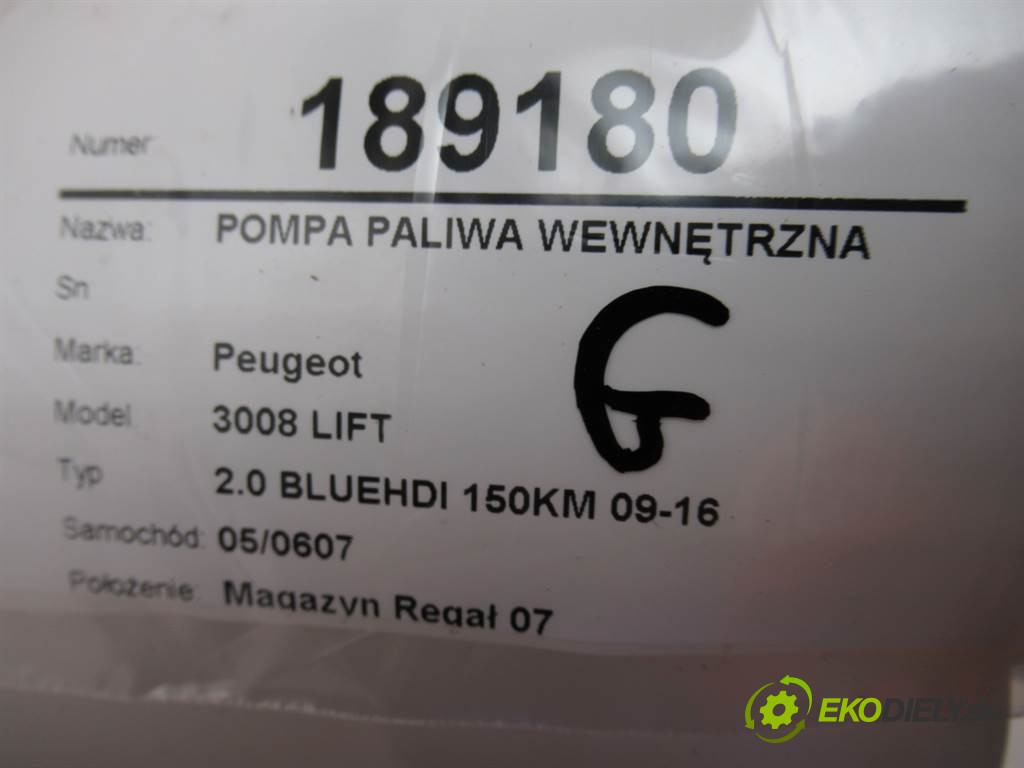 Numer 189180
Nazwa: POMPA PALIWA WEWNĘTRZNA
Sn
G
Marka: Peugeot
Model 3008 LIFT
Typ 2.0 BLUEHDI 150KM 09-16
Samochód: 05/0607
Położenie: Magazyn Regał 07
EKODIELY